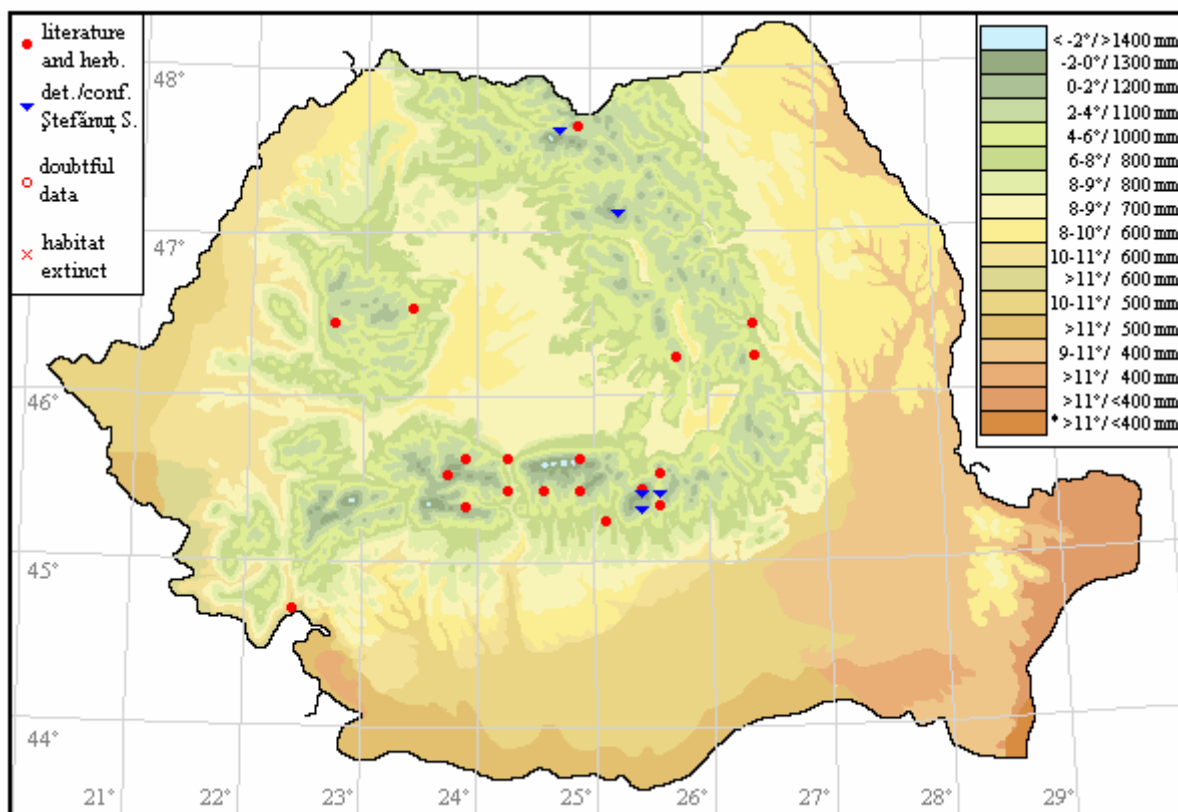 literature
and herb.
det./conf.
Ştefănuţ S.
doubtful
data
habitat
extinct
< -2°/>1400 mm
-2-0°/ 1300 mm
0-2°/ 1200 mm
2-4°/ 1100 mm
4-6°/ 1000 mm
6-8°/ 800 mm
8-9°/ 800 mm
8-9°/ 700 mm
8-10°/ 600 mm
10-11°/ 600 mm
>11°/ 600 mm
10-11°/ 500 mm
>11°/ 500 mm
9-11°/ 400 mm
>11°/ 400 mm
>11°/ <400 mm
* >11°/ <400 mm
48°
47°
46°
45°
44°
21°
22°
23°
24°
25°
26°
27°
28°
29°